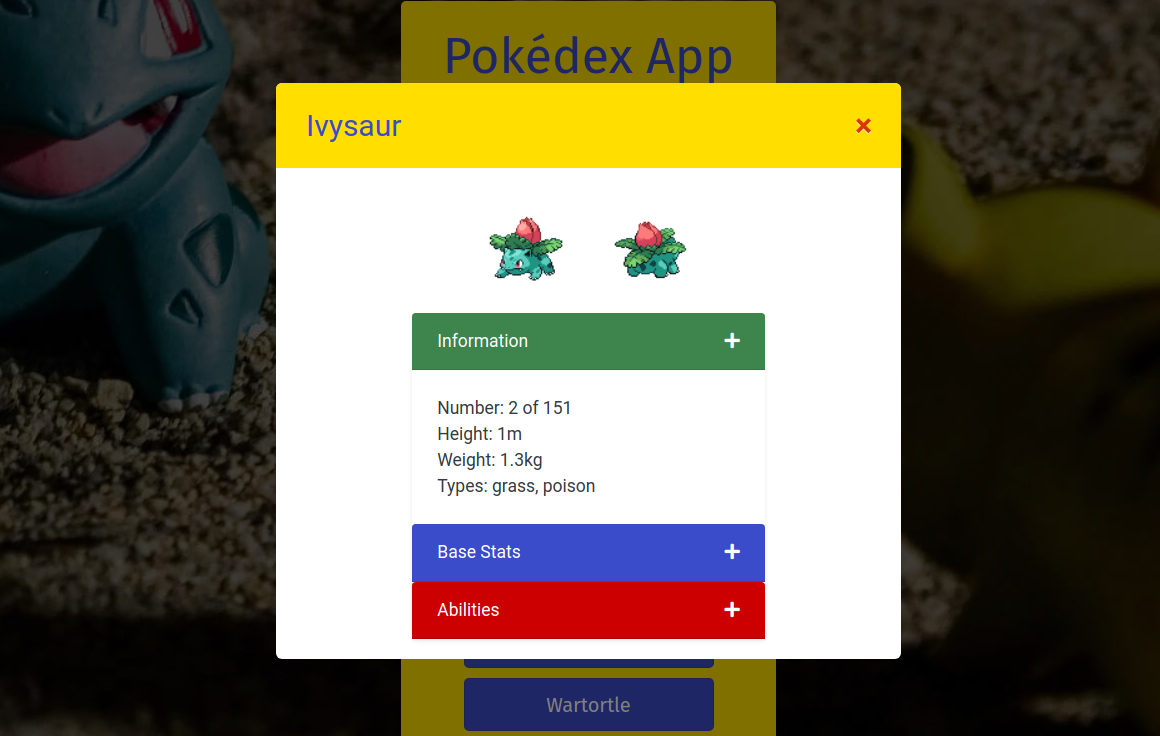 Pokédex App
Ivysaur
Information
Number: 2 of 151
Height: 1m
Weight: 1.3kg
Types: grass, poison
Base Stats
Abilities
Wartortle